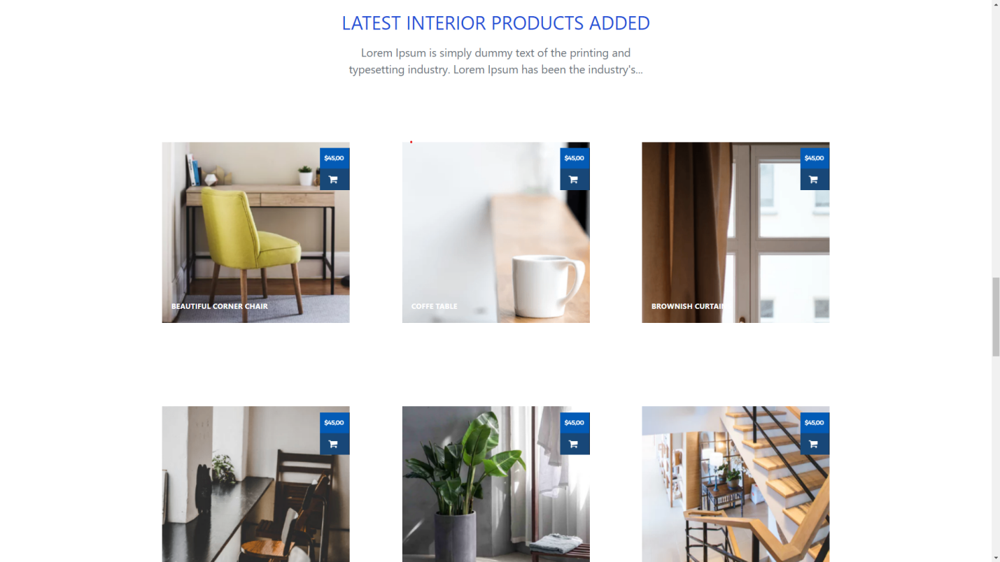 LATEST INTERIOR PRODUCTS ADDED
Lorem Ipsum is simply dummy text of the printing and
typesetting industry. Lorem Ipsum has been the industry's...
$45,00
$45,00
$45,00
BEAUTIFUL CORNER CHAIR
COFFE TABLE
BROWNISH CURTAIN
$45,00
$45,00
$45,00